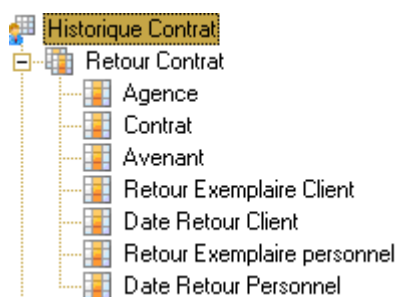 Historique Contrat
Retour Contrat
Agence
Contrat
Avenant
Retour Exemplaire Client
Date Retour Client
Retour Exemplaire personnel
Date Retour Personnel